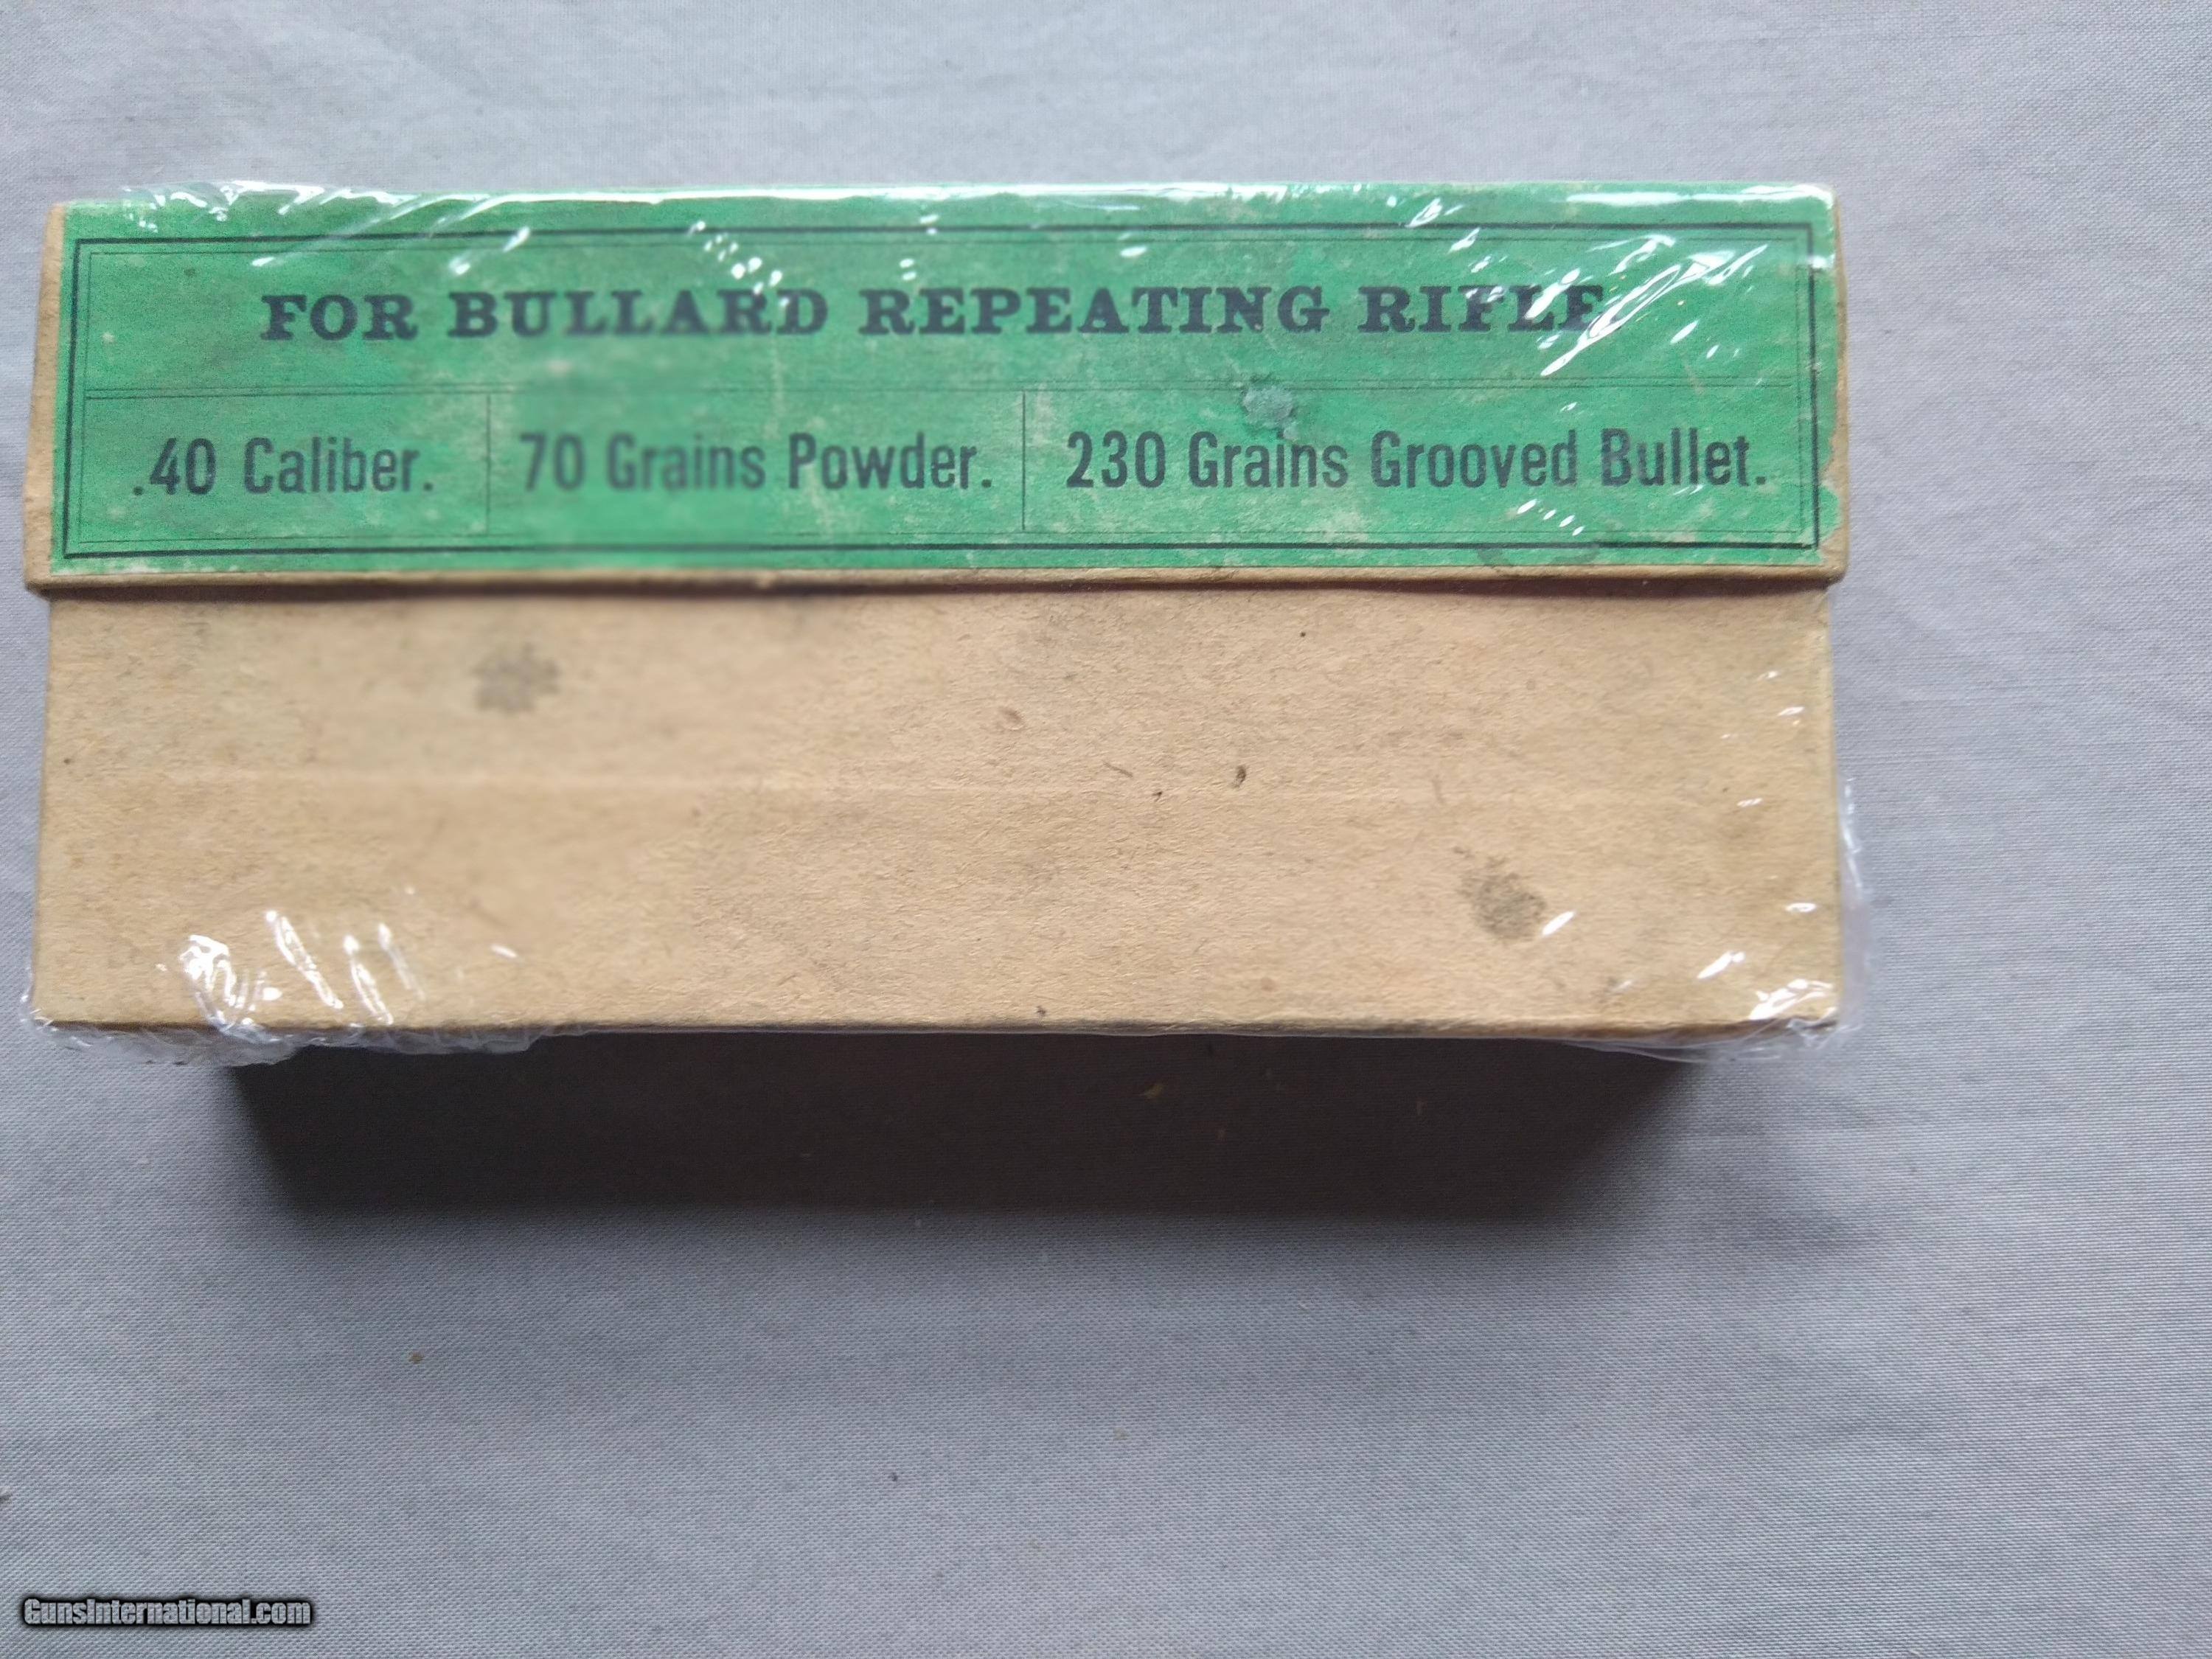 FOR BULLARD REPEATING RIFLE
.40 Caliber. 70 Grains Powder. 230 Grains Grooved Bullet.
GunsInternational.com